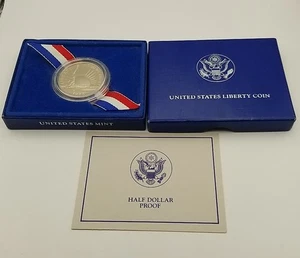 UNITED STATES LIBERTY COIN
UNITED STATES MINT
HALF DOLLAR
PROOF